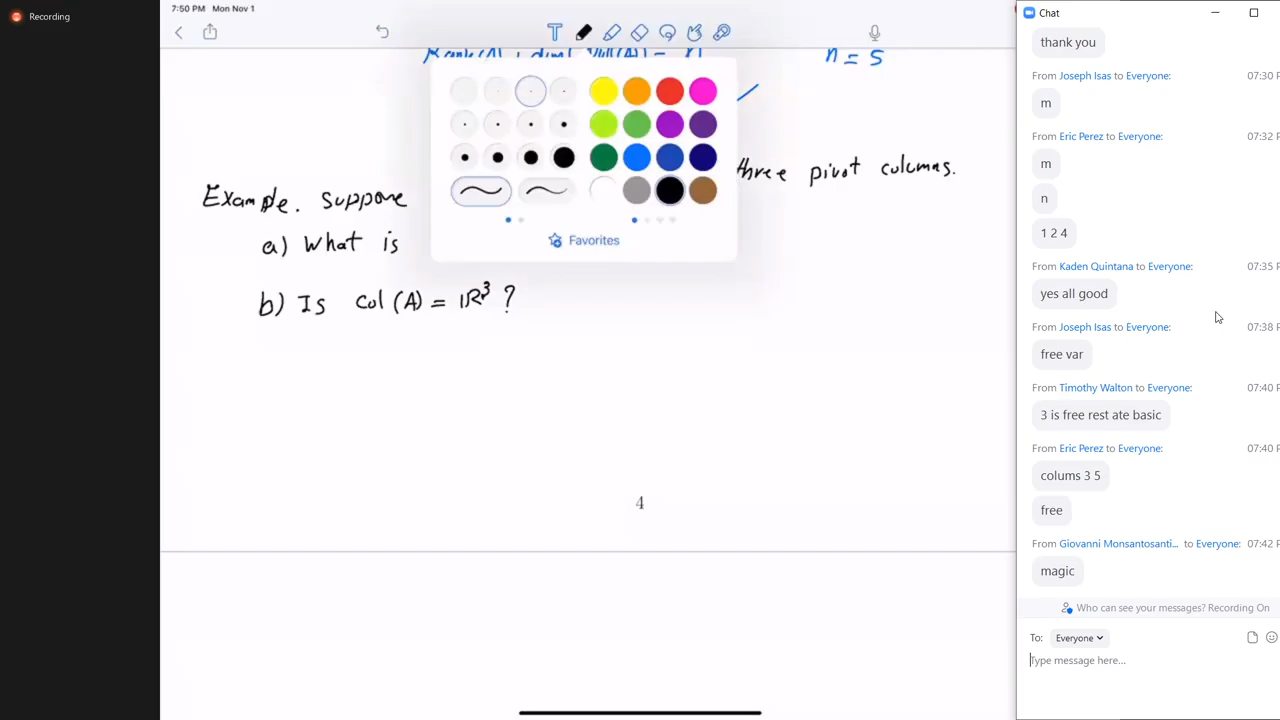 Recording
7:50 PM Mon Nov 1
n = 5
three pivot columns.
Example. Suppose
a) What is
b) Is Col (A) = ℝ³ ?
Favorites
4
Chat
thank you
From Joseph Isas to Everyone: 07:30 P
m
From Eric Perez to Everyone: 07:32 P
m
n
1 2 4
From Kaden Quintana to Everyone: 07:35 P
yes all good
From Joseph Isas to Everyone: 07:38 P
free var
From Timothy Walton to Everyone: 07:40 P
3 is free rest ate basic
From Eric Perez to Everyone: 07:40 P
colums 3 5
free
From Giovanni Monsantosanti... to Everyone: 07:42 P
magic
Who can see your messages? Recording On
To: Everyone
Type message here...